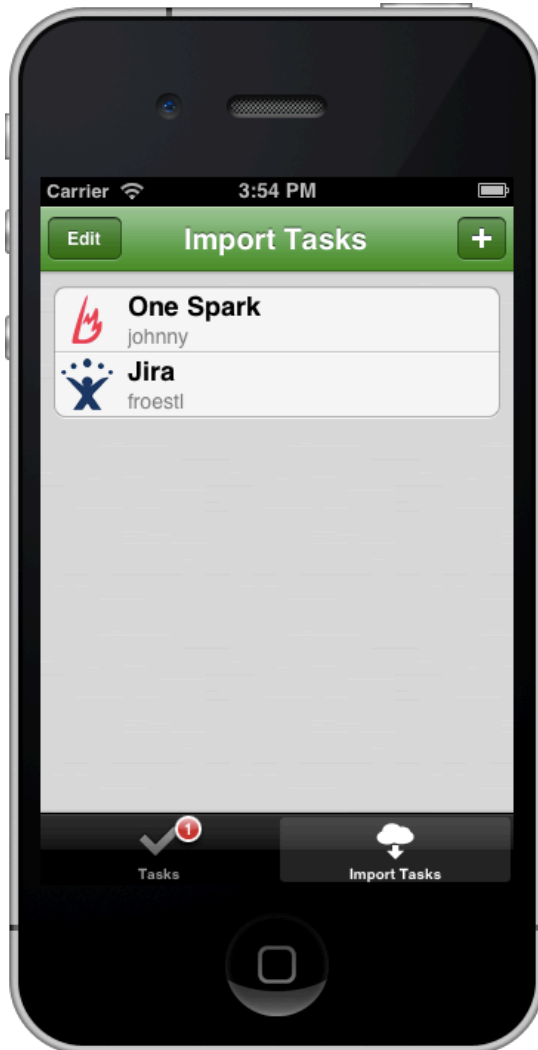 Carrier 3:54 PM
Edit Import Tasks +
One Spark
johnny
Jira
froestl
1
Tasks Import Tasks